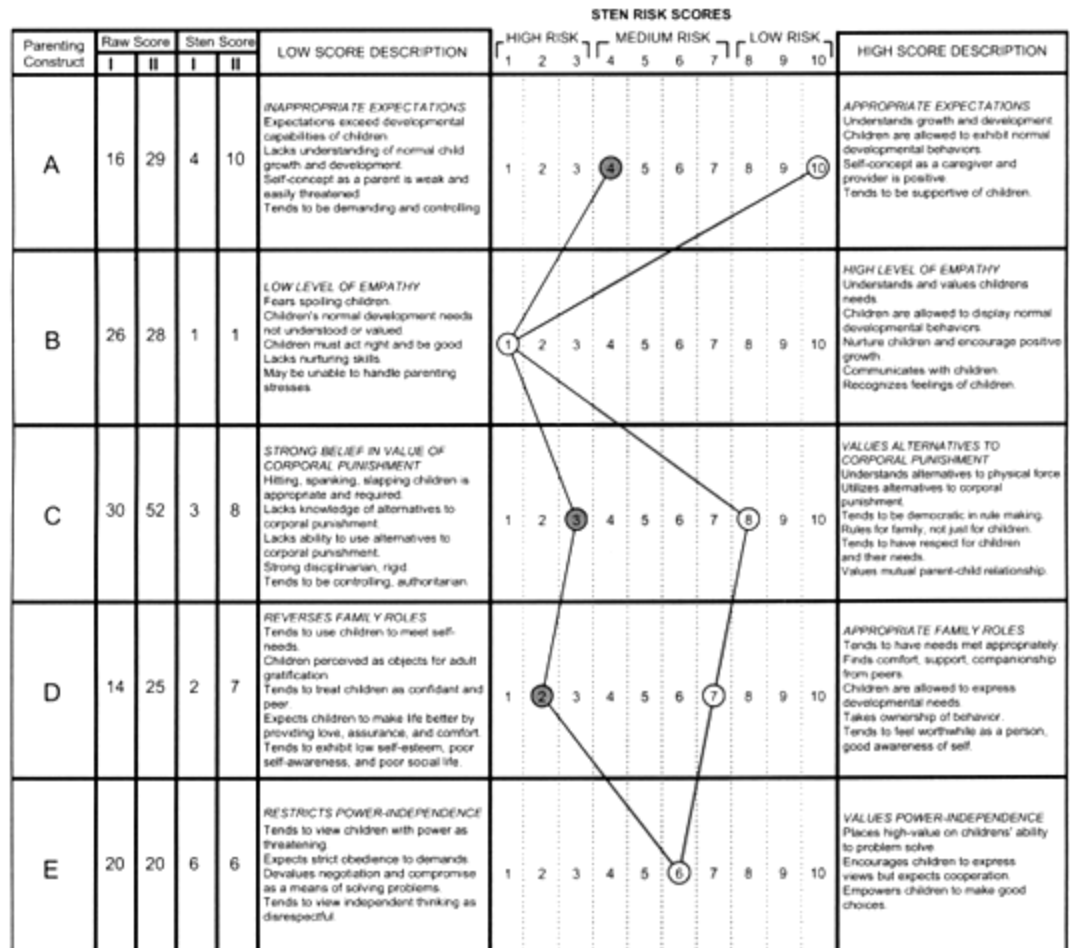 STEN RISK SCORES
Parenting Construct
Raw Score
Sten Score
I
II
I
II
LOW SCORE DESCRIPTION
HIGH RISK
MEDIUM RISK
LOW RISK
1 2 3 4 5 6 7 8 9 10
HIGH SCORE DESCRIPTION
A
16
29
4
10
INAPPROPRIATE EXPECTATIONS
Expectations exceed developmental
capabilities of children
Lacks understanding of normal child
growth and development.
Self-concept as a parent is weak and
easily threatened
Tends to be demanding and controlling
1 2 3 4 5 6 7 8 9 10
APPROPRIATE EXPECTATIONS
Understands growth and development
Children are allowed to exhibit normal
developmental behaviors.
Self-concept as a caregiver and
provider is positive.
Tends to be supportive of children.
B
26
28
1
1
LOW LEVEL OF EMPATHY
Fears spoiling children.
Children's normal development needs
not understood or valued
Children must act right and be good
Lacks nurturing skills.
May be unable to handle parenting
stresses
1 2 3 4 5 6 7 8 9 10
HIGH LEVEL OF EMPATHY
Understands and values childrens
needs.
Children are allowed to display normal
developmental behaviors.
Nurture children and encourage positive
growth
Communicates with children.
Recognizes feelings of children.
C
30
52
3
8
STRONG BELIEF IN VALUE OF
CORPORAL PUNISHMENT
Hitting, spanking, slapping children is
appropriate and required.
Lacks knowledge of alternatives to
corporal punishment.
Lacks ability to use alternatives to
corporal punishment.
Strong disciplinarian, rigid.
Tends to be controlling, authoritarian.
1 2 3 4 5 6 7 8 9 10
VALUES ALTERNATIVES TO
CORPORAL PUNISHMENT
Understands alternatives to physical force
Utilizes alternatives to corporal
punishment.
Tends to be democratic in rule making.
Rules for family, not just for children.
Tends to have respect for children
and their needs.
Values mutual parent-child relationship.
D
14
25
2
7
REVERSES FAMILY ROLES
Tends to use children to meet self-
needs.
Children perceived as objects for adult
gratification
Tends to treat children as confidant and
peer.
Expects children to make life better by
providing love, assurance, and comfort.
Tends to exhibit low self-esteem, poor
self-awareness, and poor social life.
1 2 3 4 5 6 7 8 9 10
APPROPRIATE FAMILY ROLES
Tends to have needs met appropriately
Finds comfort, support, companionship
from peers.
Children are allowed to express
developmental needs.
Takes ownership of behavior.
Tends to feel worthwhile as a person,
good awareness of self.
E
20
20
6
6
RESTRICTS POWER-INDEPENDENCE
Tends to view children with power as
threatening
Expects strict obedience to demands
Devalues negotiation and compromise
as a means of solving problems.
Tends to view independent thinking as
disrespectful.
1 2 3 4 5 6 7 8 9 10
VALUES POWER-INDEPENDENCE
Places high-value on childrens' ability
to problem solve
Encourages children to express
views but expects cooperation.
Empowers children to make good
choices.